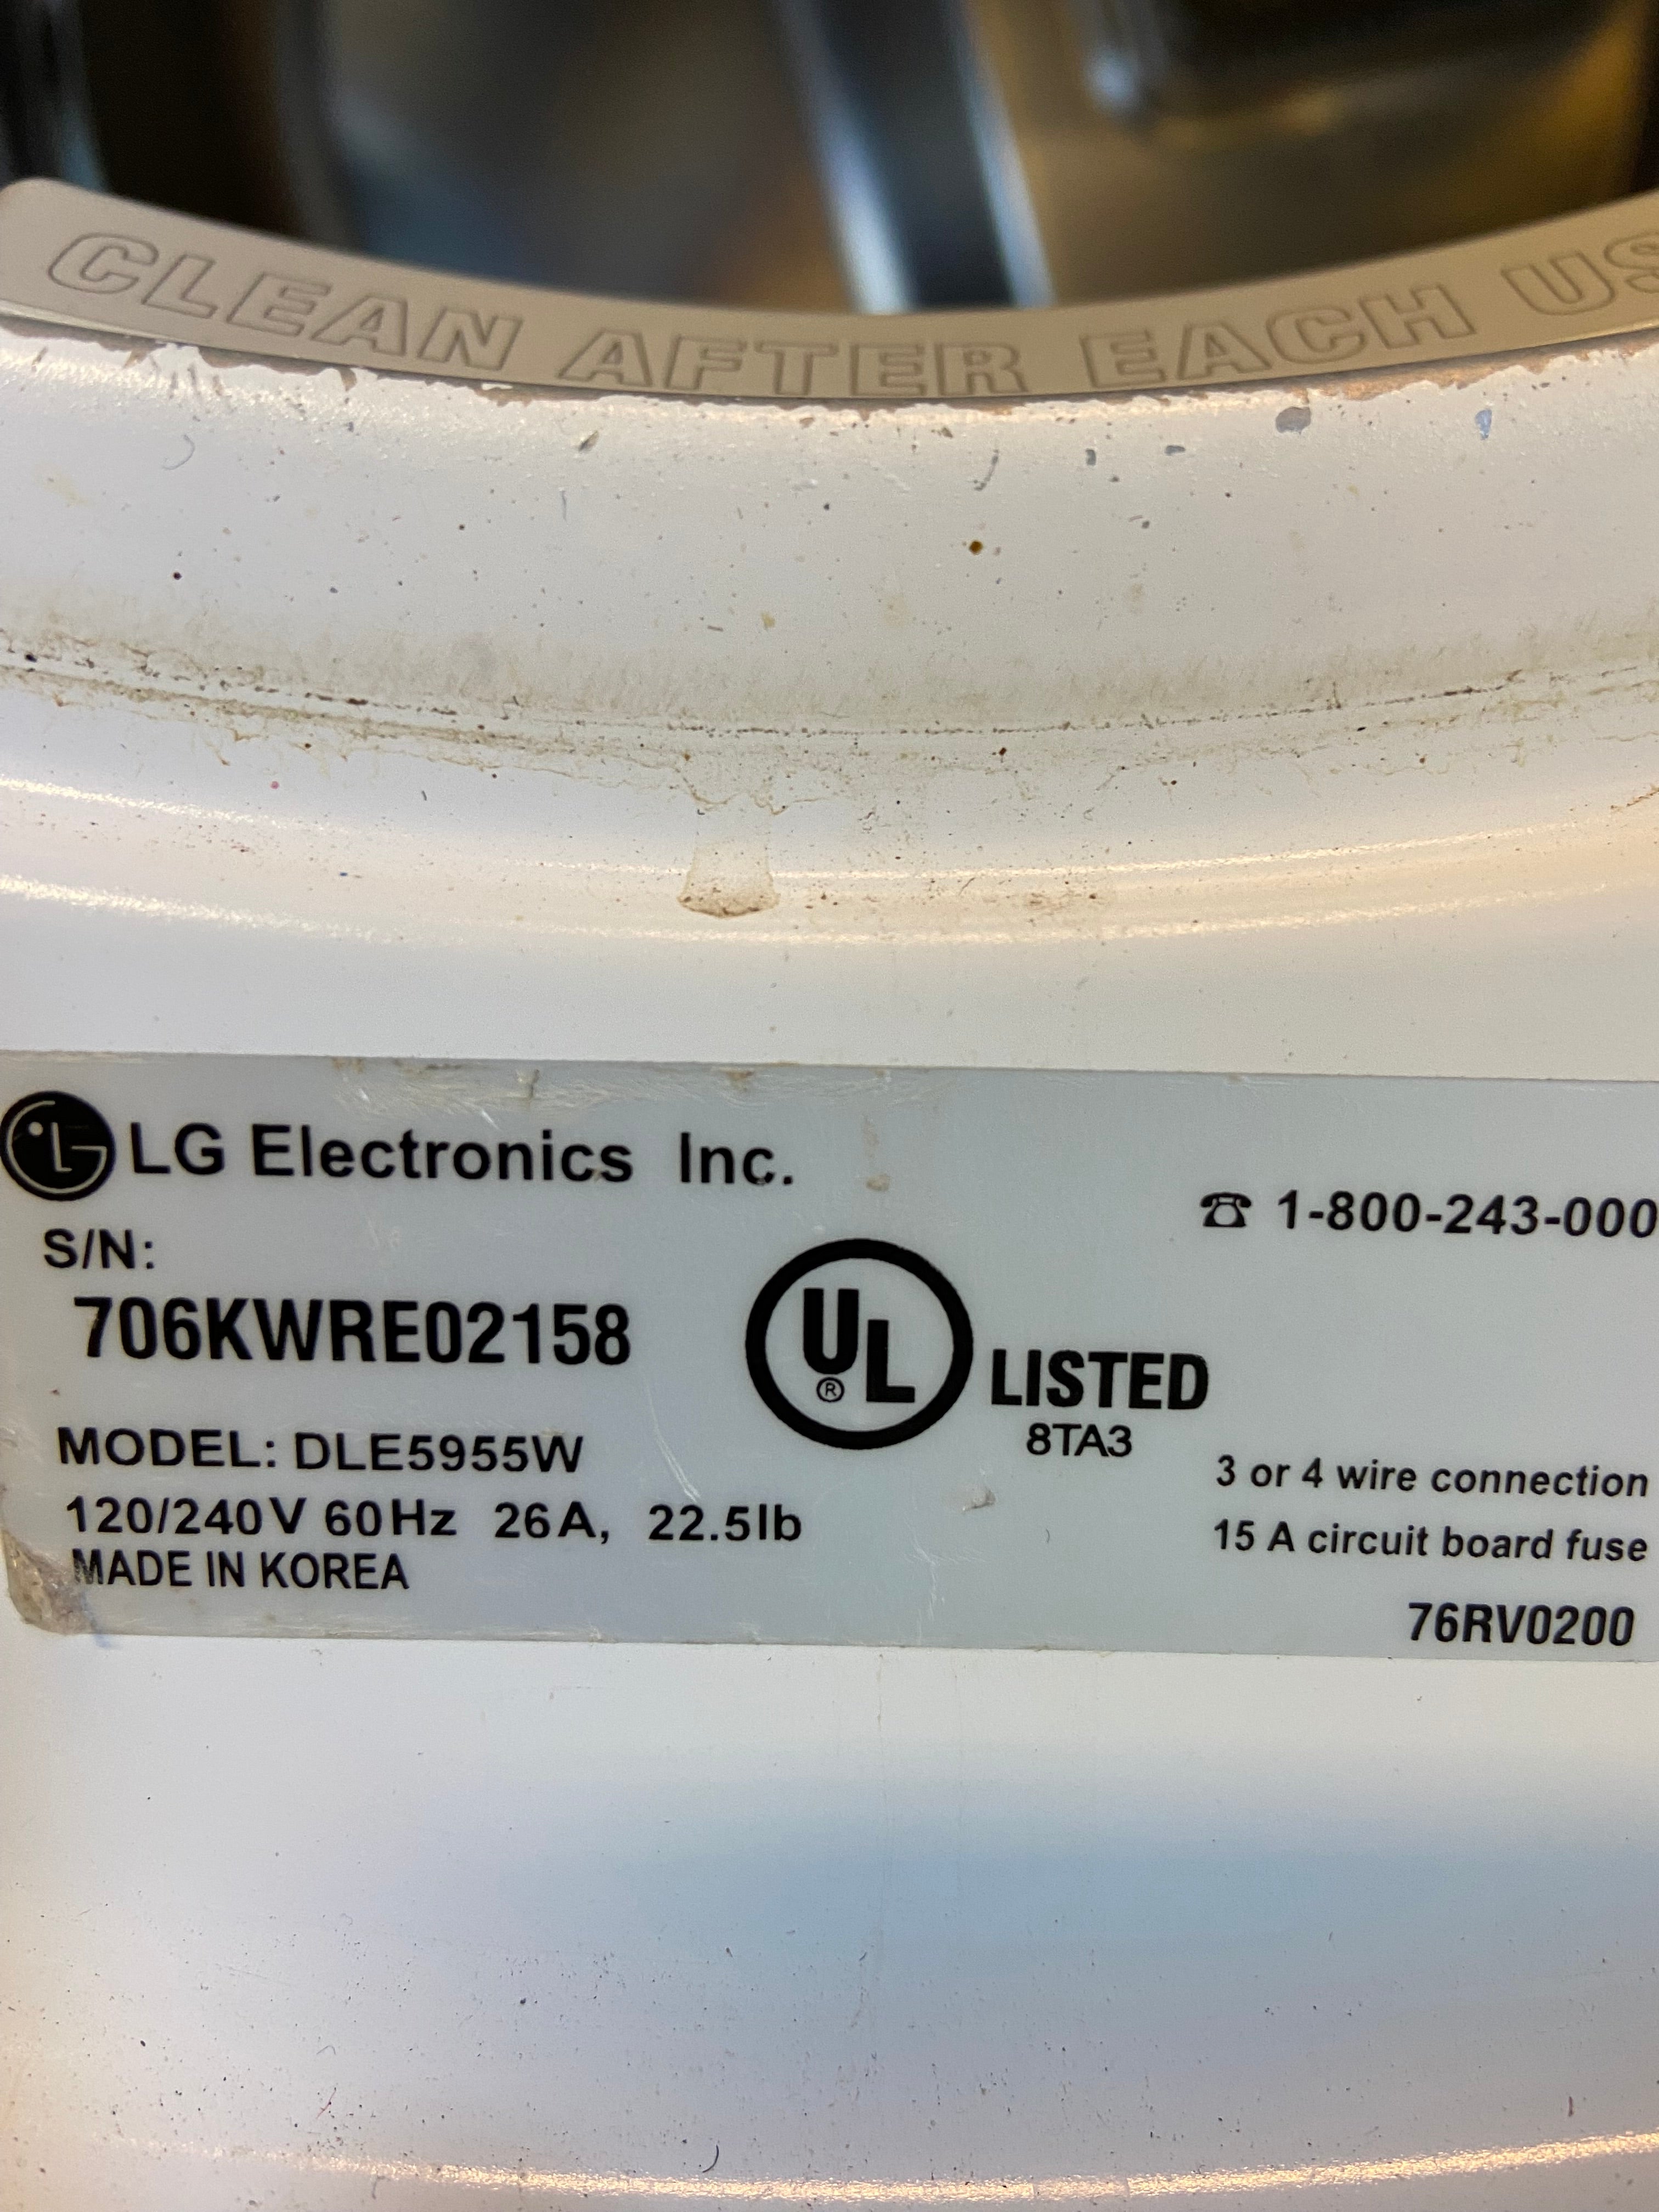 CLEAN AFTER EACH US
LG LG Electronics Inc.
1-800-243-000
S/N:
706KWRE02158
UL ® LISTED
8TA3
MODEL: DLE5955W
3 or 4 wire connection
120/240V 60Hz 26A, 22.5lb
15 A circuit board fuse
MADE IN KOREA
76RV0200